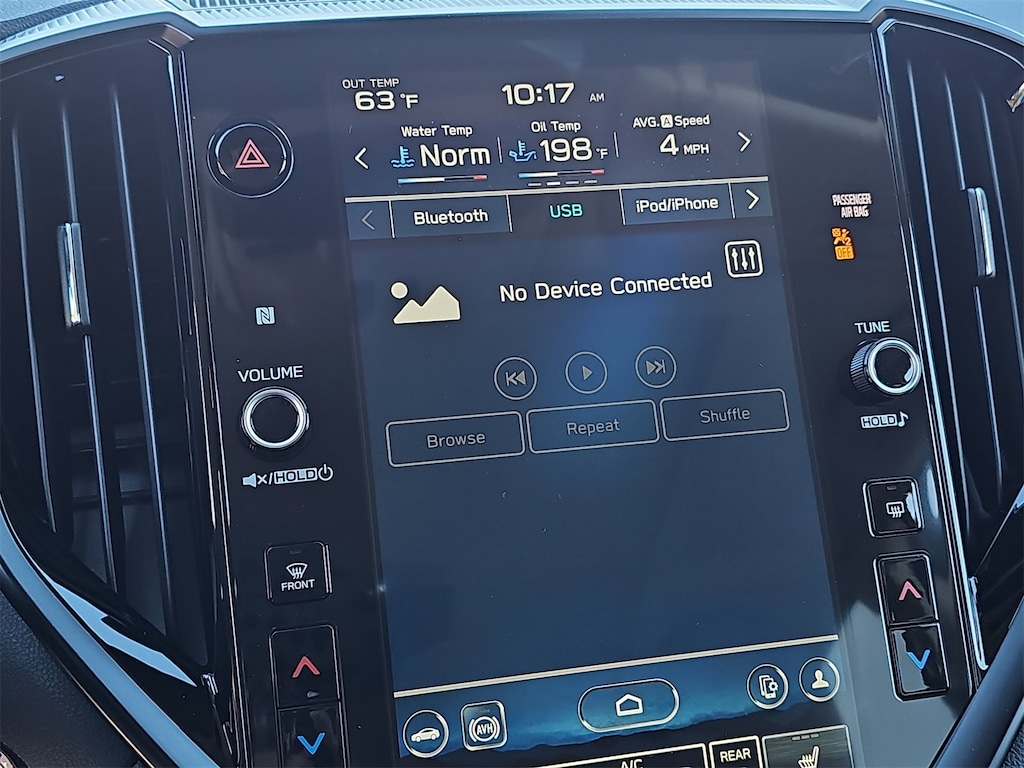 OUT TEMP
63 °F
10:17 AM
Water Temp
Norm
Oil Temp
198 °F
AVG. A Speed
4 MPH
Bluetooth
USB
iPod/iPhone
PASSENGER
AIR BAG
2
OFF
No Device Connected
N
VOLUME
TUNE
Browse
Repeat
Shuffle
HOLD
/HOLD
FRONT
AVH
A/C
REAR